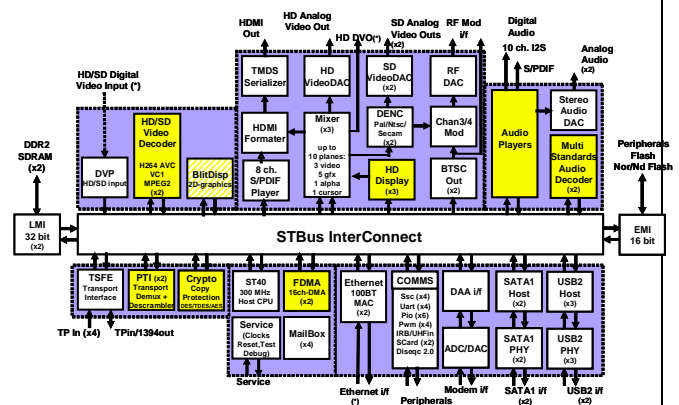 HDMI
Out
HD Analog
Video Out
HD DVO(*)
SD Analog
Video Outs
(x2)
RF Mod
i/f
Digital
Audio
10 ch. I2S
S/PDIF
Analog
Audio
(x2)
HD/SD Digital
Video Input (*)
TMDS
Serializer
HD
VideoDAC
SD
VideoDAC
(x2)
RF
DAC
Stereo
Audio
DAC
HD/SD
Video
Decoder
H264 AVC
VC1
MPEG2
(x2)
HDMI
Formater
Mixer
(x3)
up to
10 planes:
3 video
5 gfx
1 alpha
1 cursor
DENC
Pal/Ntsc/
Secam
(x2)
Chan3/4
Mod
Audio
Players
Multi
Standards
Audio
Decoder
(x2)
Peripherals
Flash
Nor/Nd Flash
DDR2
SDRAM
(x2)
DVP
HD/SD input
BlitDisp
2D-graphics
8 ch.
S/PDIF
Player
HD
Display
(x3)
BTSC
Out
(x2)
LMI
32 bit
(x2)
STBus InterConnect
EMI
16 bit
TSFE
Transport
Interface
PTI (x2)
Transport
Demux +
Descrambler
Crypto
Copy
Protection
DES/TDES/AES
ST40
300 MHz
Host CPU
FDMA
16ch-DMA
(x2)
Ethernet
100BT
MAC
(x2)
COMMS
Ssc (x4)
Uart (x4)
Pio (x6)
Pwm (x4)
IRB/UHFin
SCard (x2)
Diseqc 2.0
DAA i/f
SATA1
Host
(x2)
USB2
Host
(x3)
Service
(Clocks
Reset,Test
Debug)
MailBox
(x4)
ADC/DAC
SATA1
PHY
(x2)
USB2
PHY
(x3)
TP In (x4)
TPin/1394out
Service
Ethernet i/f
(*)
Peripherals
Modem i/f
SATA1 i/f
(x2)
USB2 i/f
(x2)